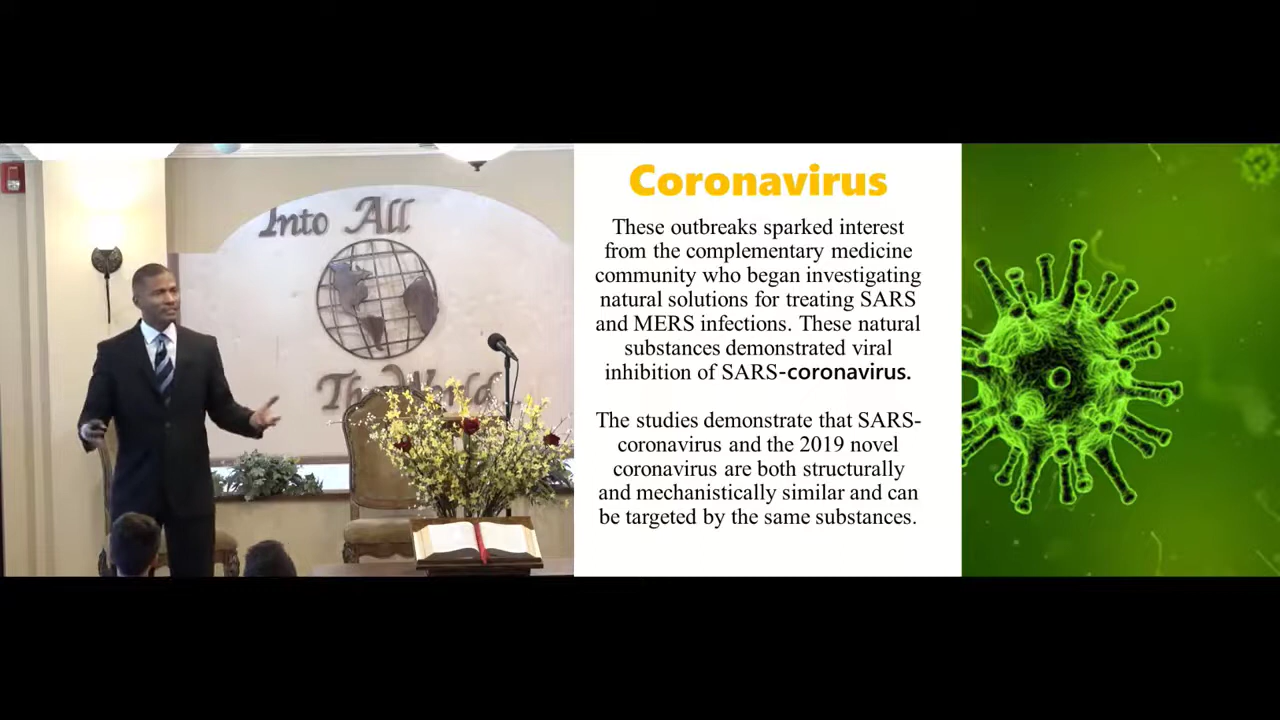 Into All
The World
Coronavirus
These outbreaks sparked interest
from the complementary medicine
community who began investigating
natural solutions for treating SARS
and MERS infections. These natural
substances demonstrated viral
inhibition of SARS-coronavirus.
The studies demonstrate that SARS-
coronavirus and the 2019 novel
coronavirus are both structurally
and mechanistically similar and can
be targeted by the same substances.